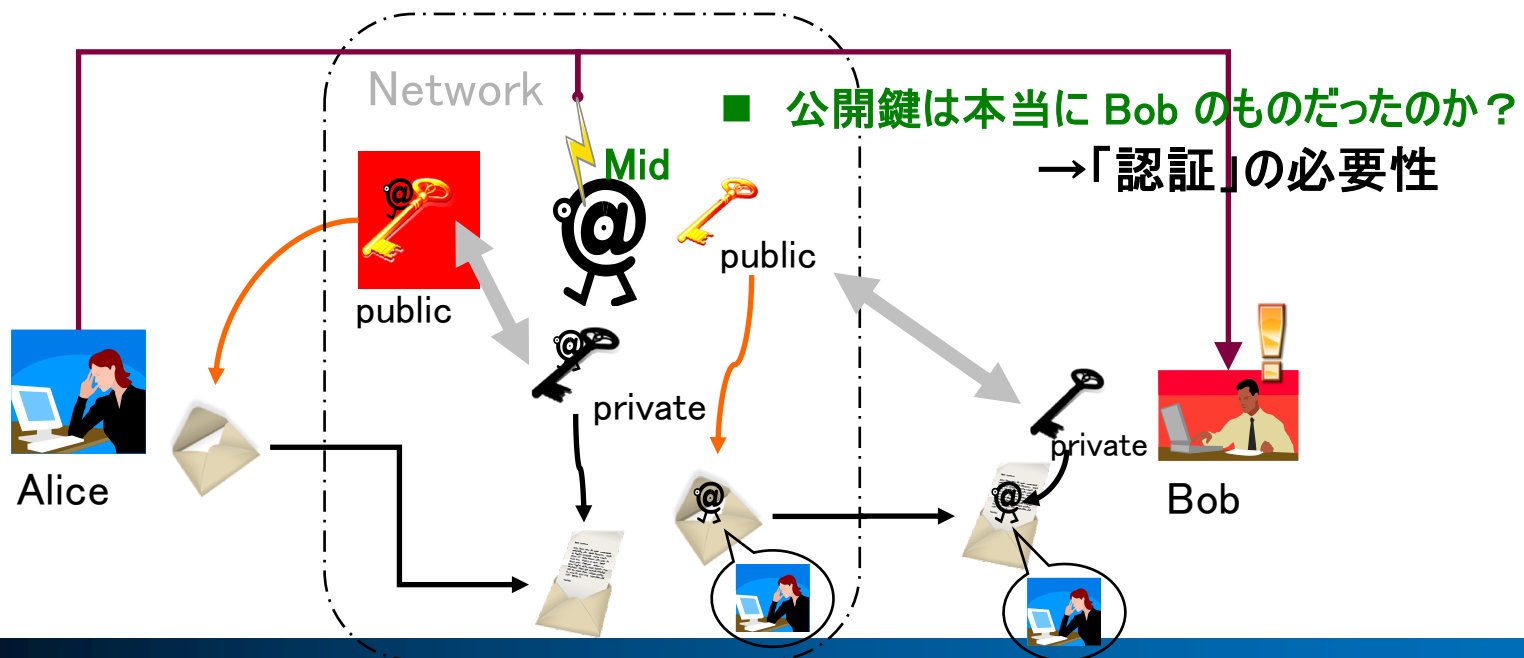 Network
■ 公開鍵は本当に Bob のものだったのか？
→「認証」の必要性
Mid
public
public
private
private
Alice
Bob